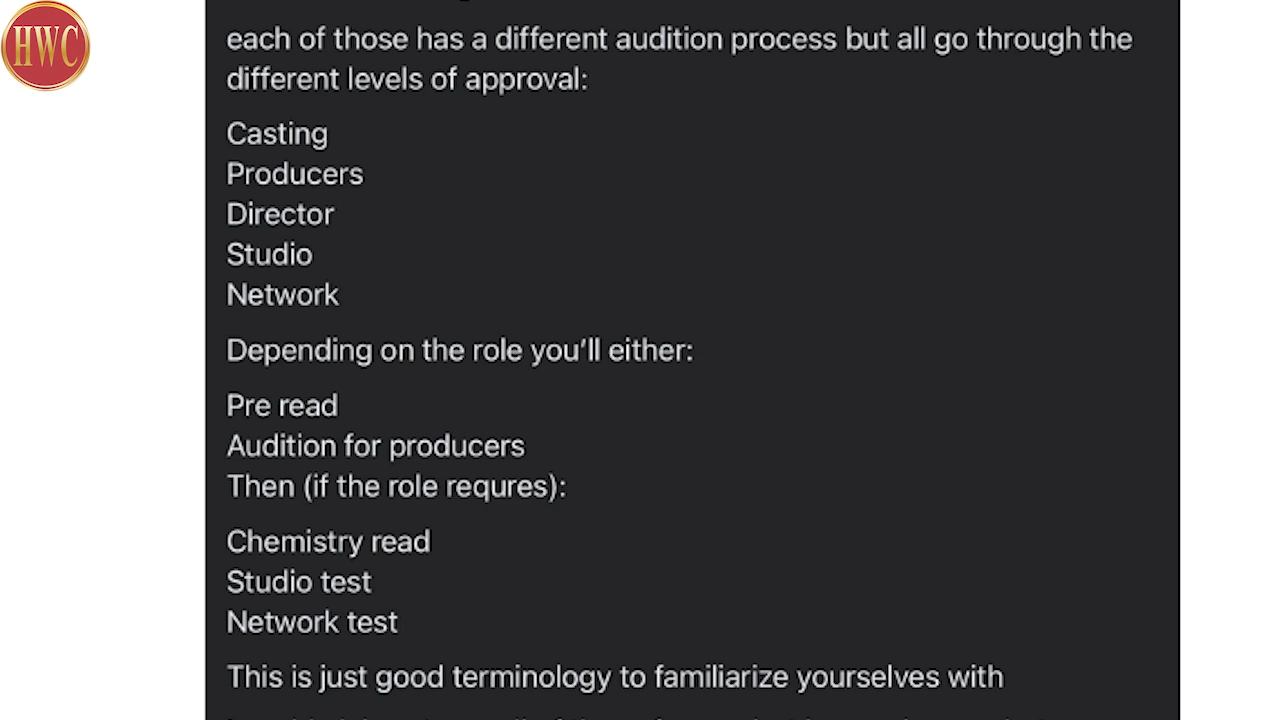 HWC
each of those has a different audition process but all go through the
different levels of approval:
Casting
Producers
Director
Studio
Network
Depending on the role you'll either:
Pre read
Audition for producers
Then (if the role requres):
Chemistry read
Studio test
Network test
This is just good terminology to familiarize yourselves with